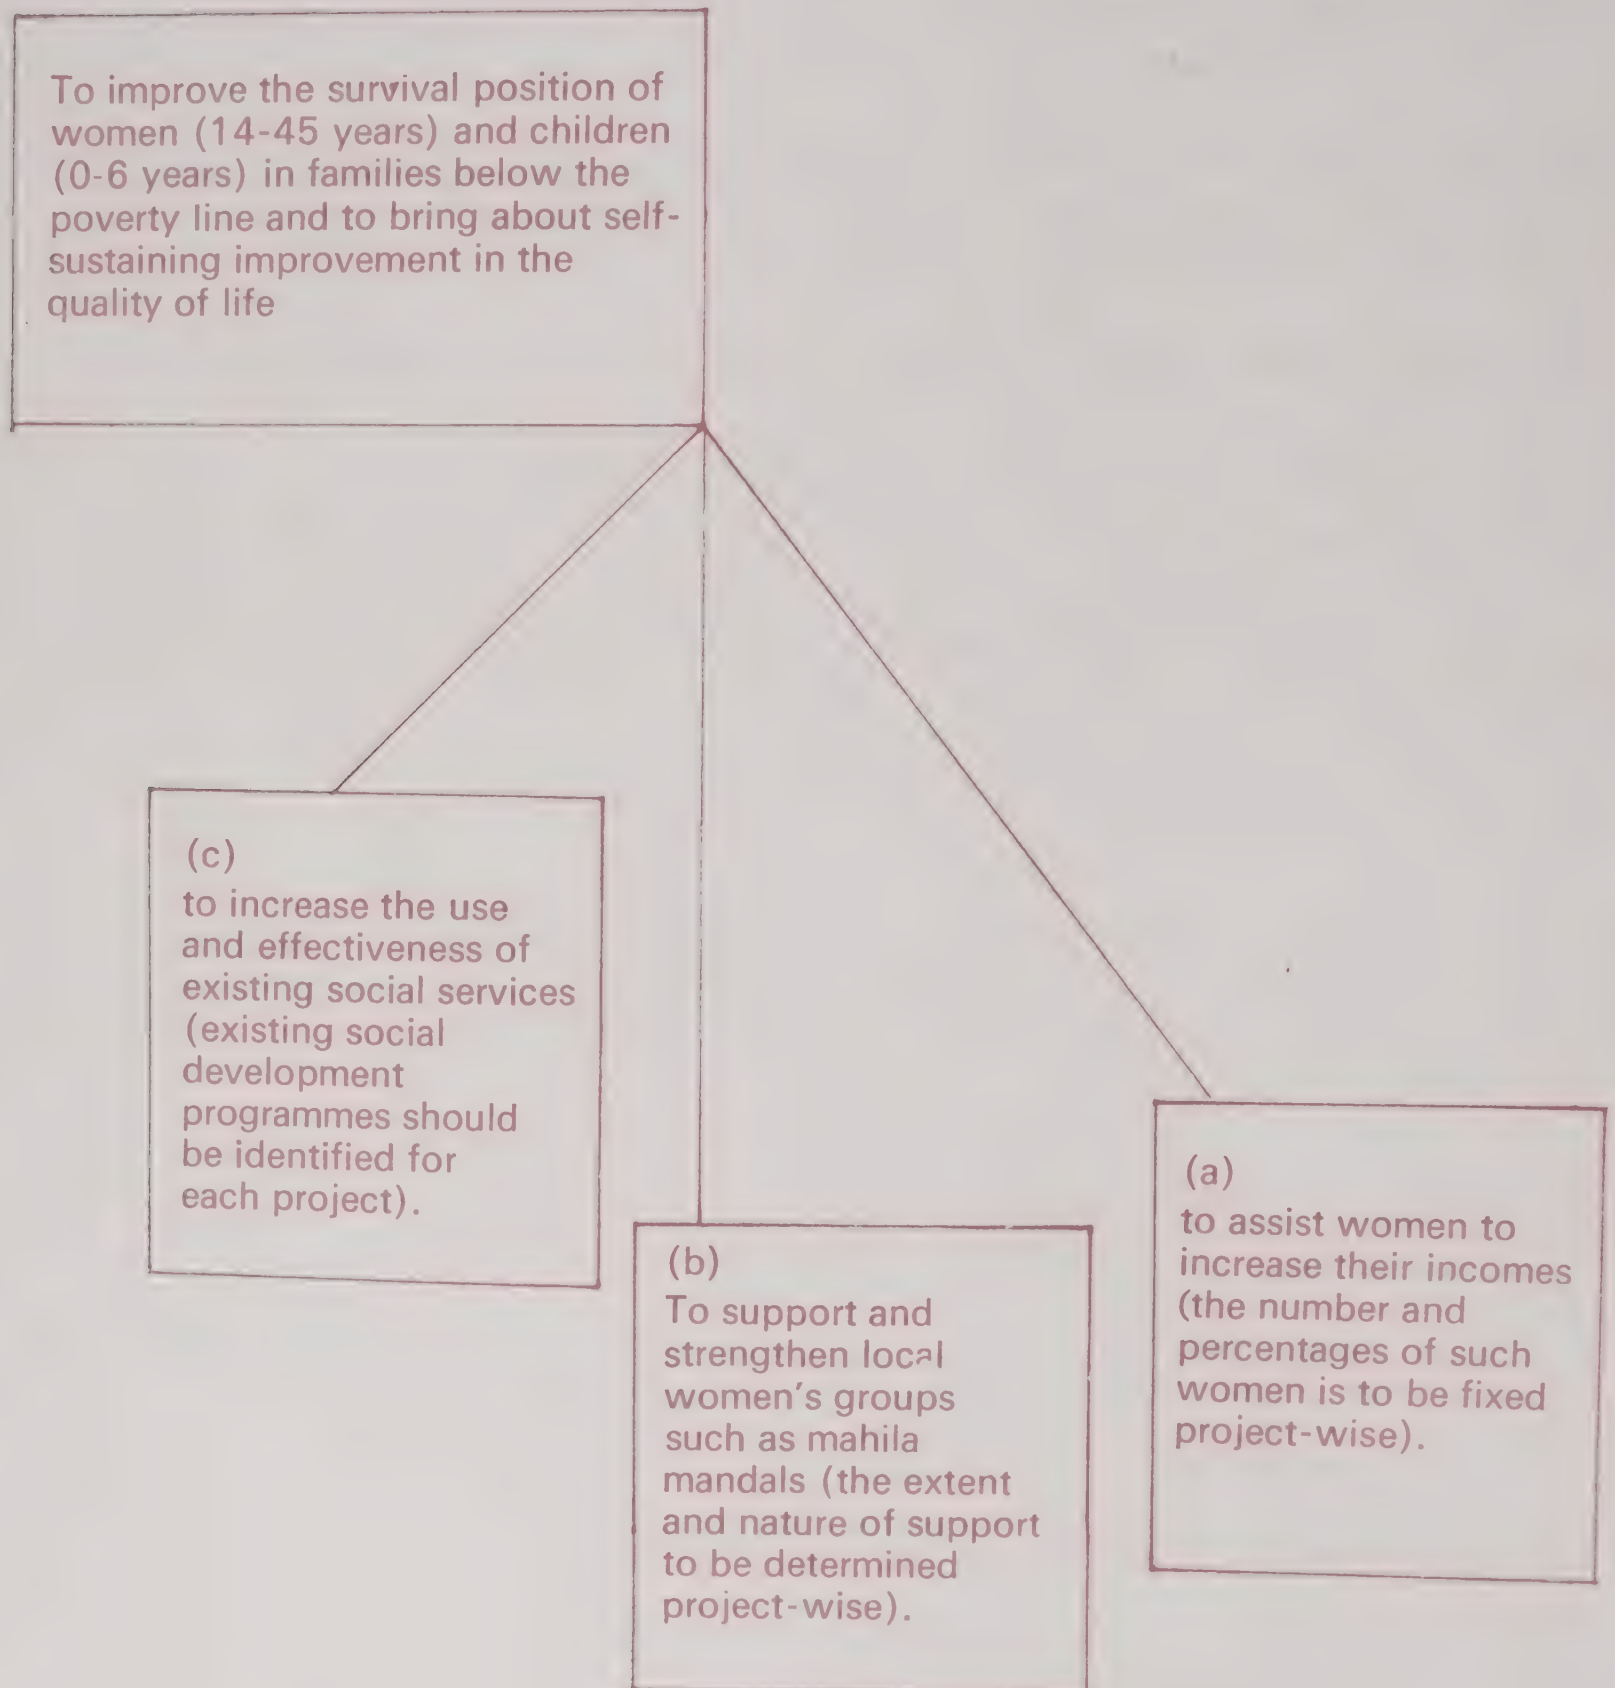 To improve the survival position of
women (14-45 years) and children
(0-6 years) in families below the
poverty line and to bring about self-
sustaining improvement in the
quality of life
(c)
to increase the use
and effectiveness of
existing social services
(existing social
development
programmes should
be identified for
each project).
(b)
To support and
strengthen local
women's groups
such as mahila
mandals (the extent
and nature of support
to be determined
project-wise).
(a)
to assist women to
increase their incomes
(the number and
percentages of such
women is to be fixed
project-wise).